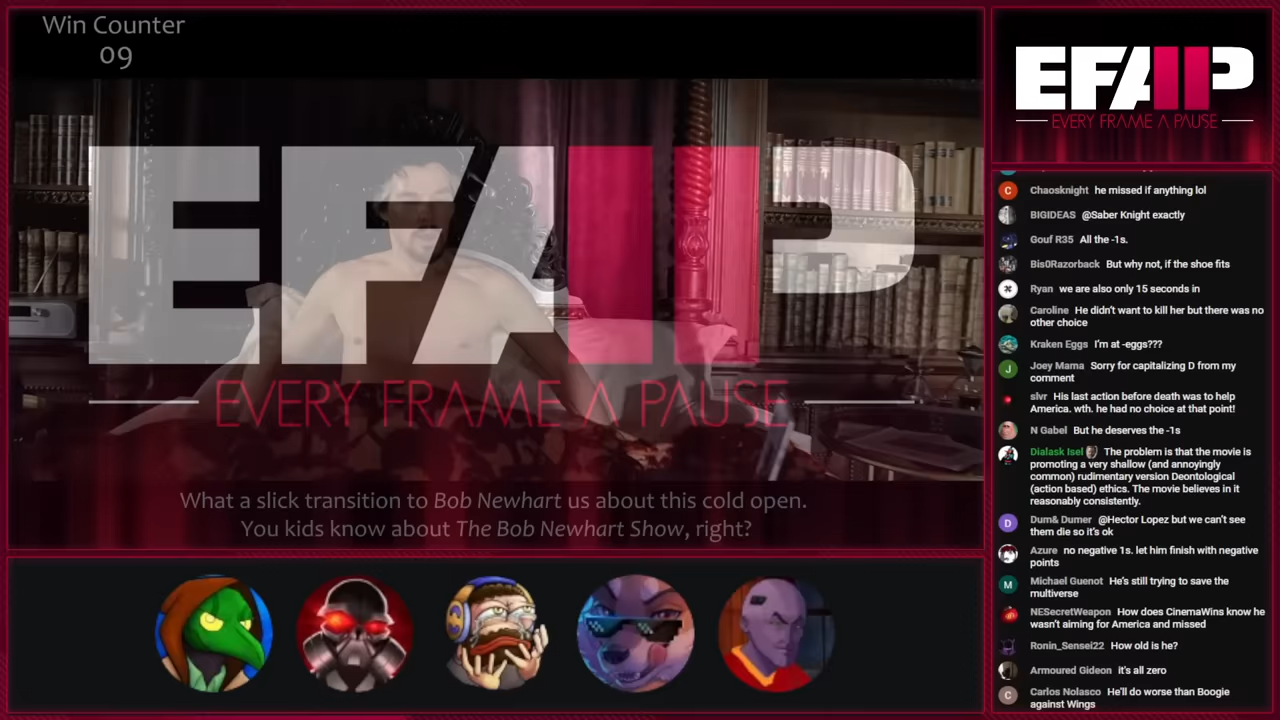 Win Counter
09
EFAP
EVERY FRAME A PAUSE
What a slick transition to Bob Newhart us about this cold open.
You kids know about The Bob Newhart Show, right?
EFAP
EVERY FRAME A PAUSE
C
Chaosknight he missed if anything lol
BIGIDEAS @Saber Knight exactly
Gouf R35 All the -1s.
Bis0Razorback But why not, if the shoe fits
Ryan we are also only 15 seconds in
Caroline He didn't want to kill her but there was no
other choice
Kraken Eggs I'm at -eggs???
J
Joey Mama Sorry for capitalizing D from my
comment
slvr His last action before death was to help
America. wth. he had no choice at that point!
N Gabel But he deserves the -1s
Dialask Isel The problem is that the movie is
promoting a very shallow (and annoyingly
common) rudimentary version Deontological
(action based) ethics. The movie believes in it
reasonably consistently.
D
Dum& Dumer @Hector Lopez but we can't see
them die so it's ok
Azure no negative 1s. let him finish with negative
points
M
Michael Guenot He's still trying to save the
multiverse
NESecretWeapon How does CinemaWins know he
wasn't aiming for America and missed
Ronin_Sensei22 How old is he?
Armoured Gideon it's all zero
C
Carlos Nolasco He'll do worse than Boogie
against Wings